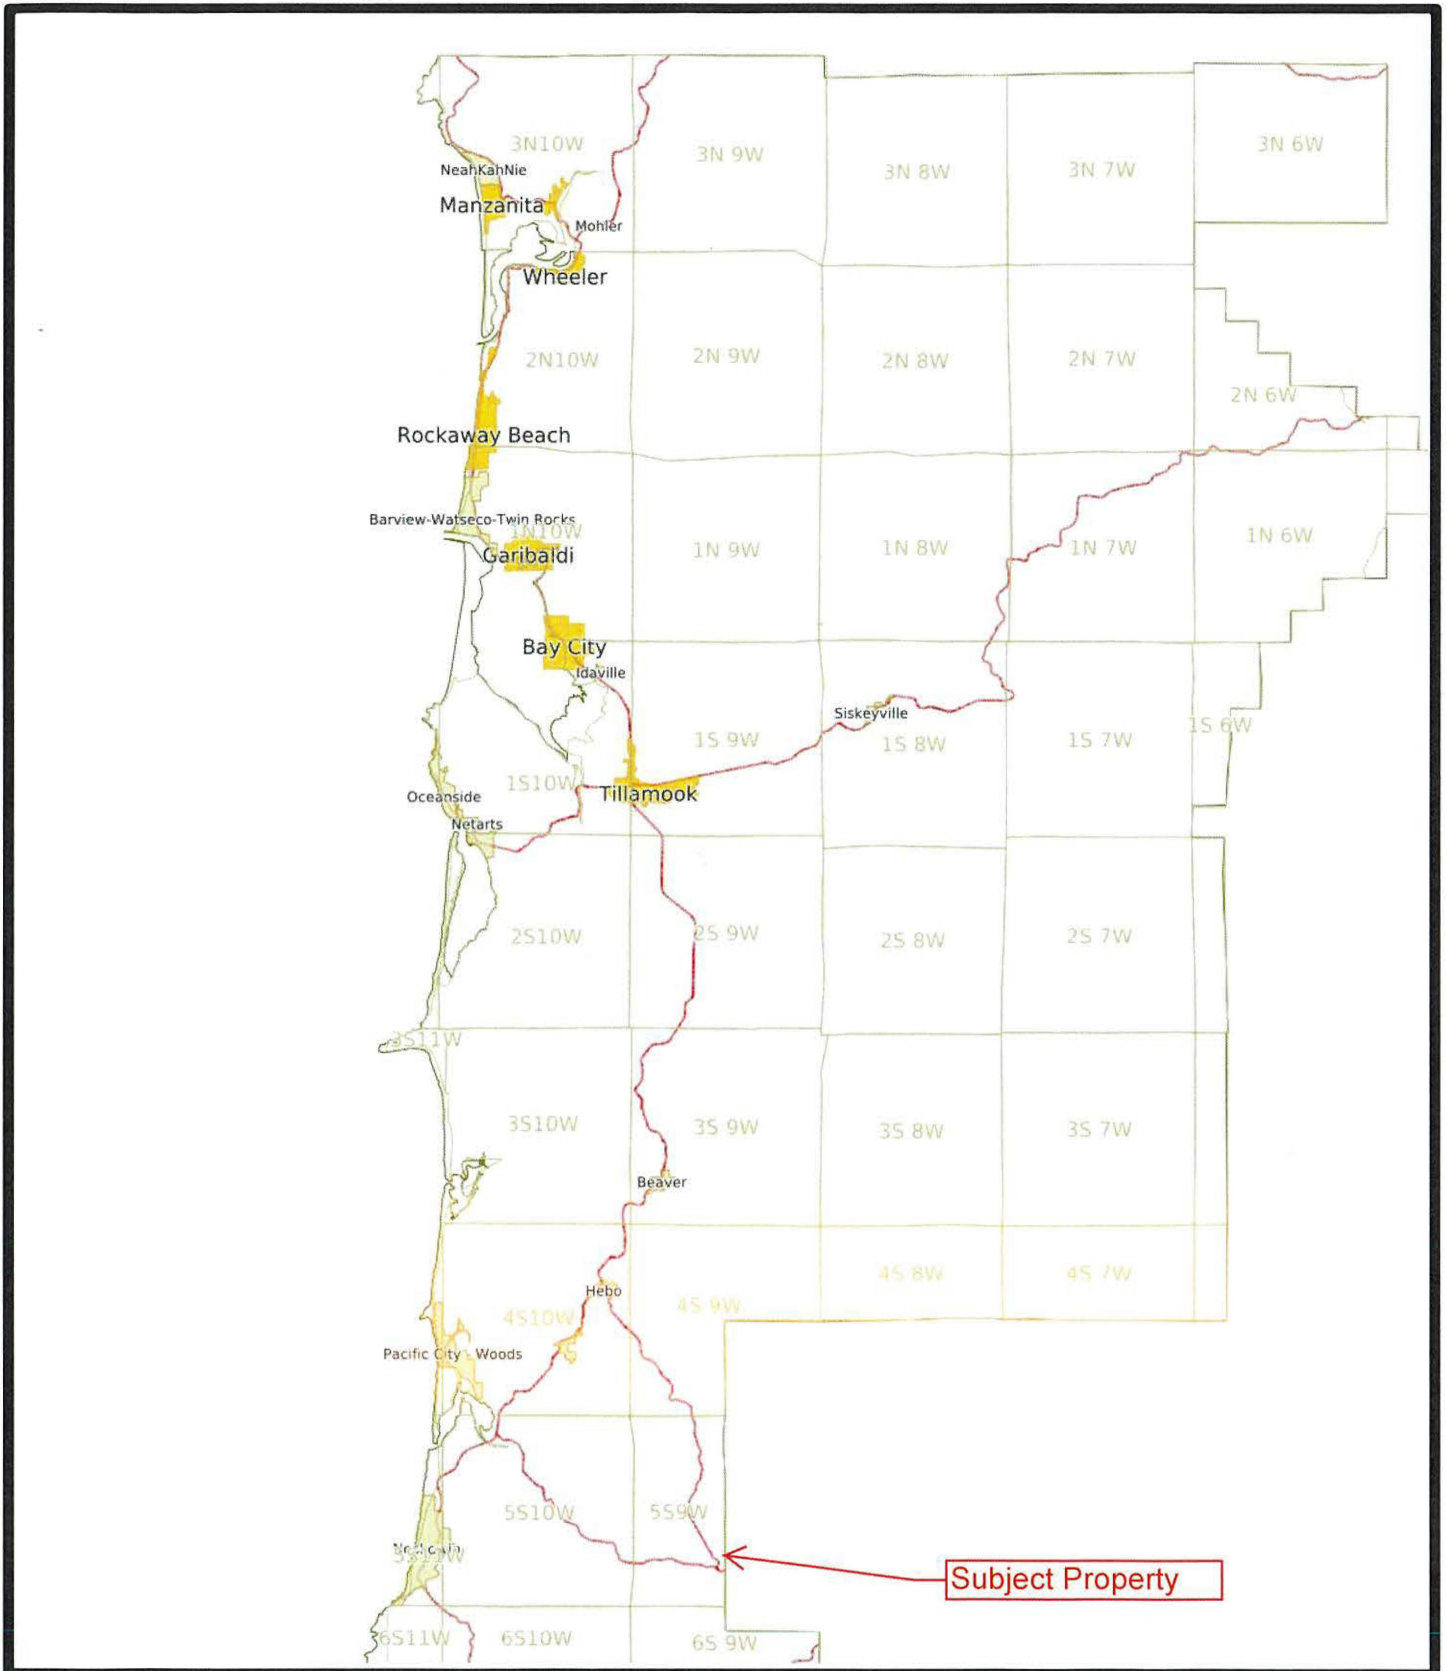 3N10W
3N 9W
3N 8W
3N 7W
3N 6W
NeahKahNie
Manzanita
Mohler
Wheeler
2N10W
2N 9W
2N 8W
2N 7W
2N 6W
Rockaway Beach
Barview-Watseco-Twin Rocks
1N10W
Garibaldi
1N 9W
1N 8W
1N 7W
1N 6W
Bay City
Idaville
Siskeyville
1S 9W
1S 8W
1S 7W
1S 6W
1S10W
Oceanside
Tillamook
Netarts
2S10W
2S 9W
2S 8W
2S 7W
3S11W
3S10W
3S 9W
3S 8W
3S 7W
Beaver
4S 8W
4S 7W
Hebo
4S10W
4S 9W
Pacific City - Woods
5S10W
5S9W
5S11W
Subject Property
6S11W
6S10W
6S 9W